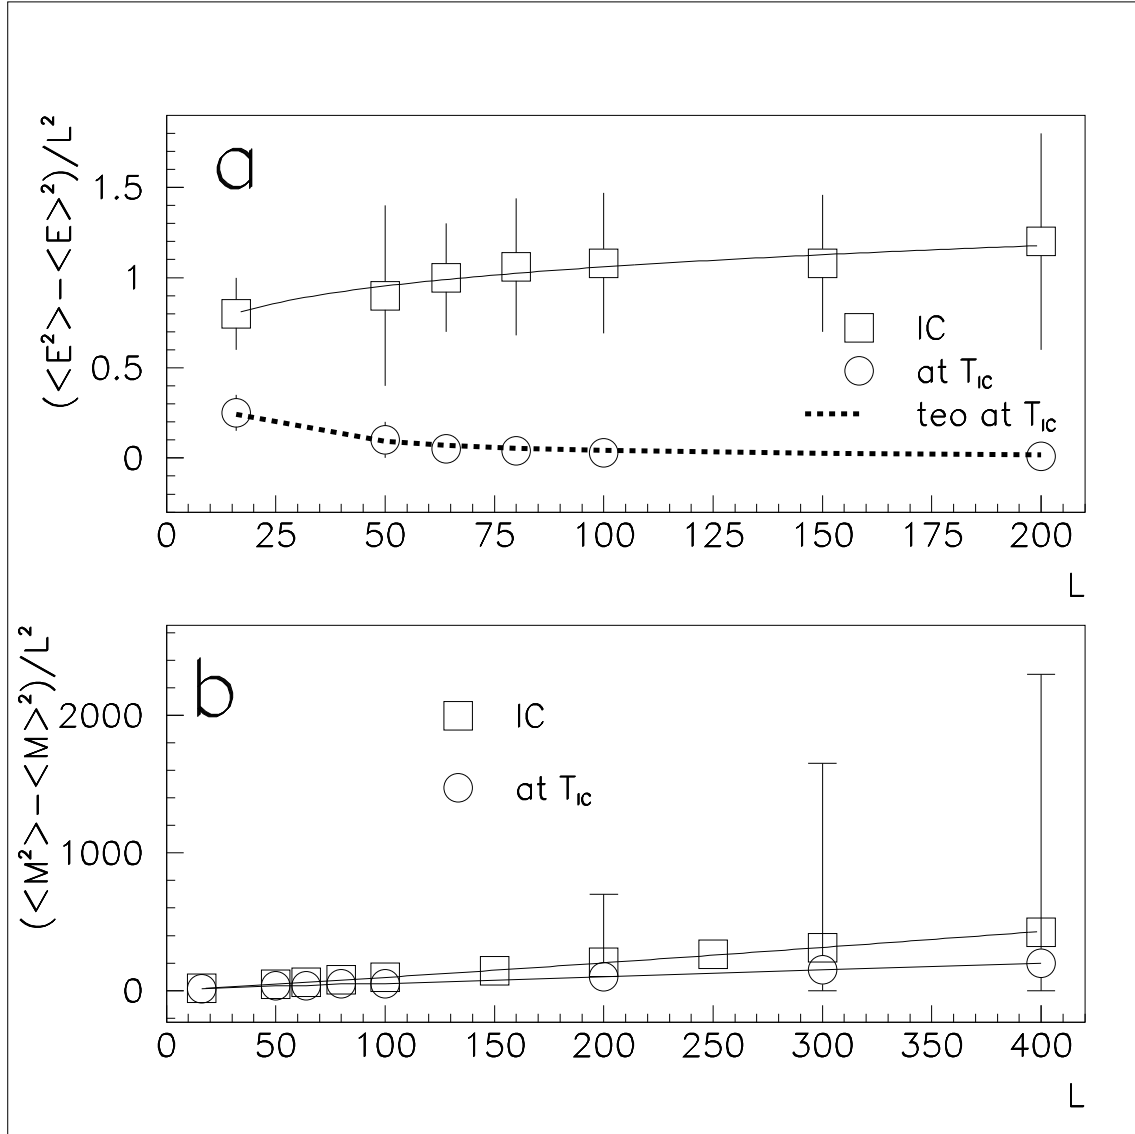 (<E²>−<E>²)/L²
a
1.5
1
0.5
0
IC
at T_IC
teo at T_IC
0 25 50 75 100 125 150 175 200
L
(<M²>−<M>²)/L²
b
2000
1000
0
IC
at T_IC
0 50 100 150 200 250 300 350 400
L